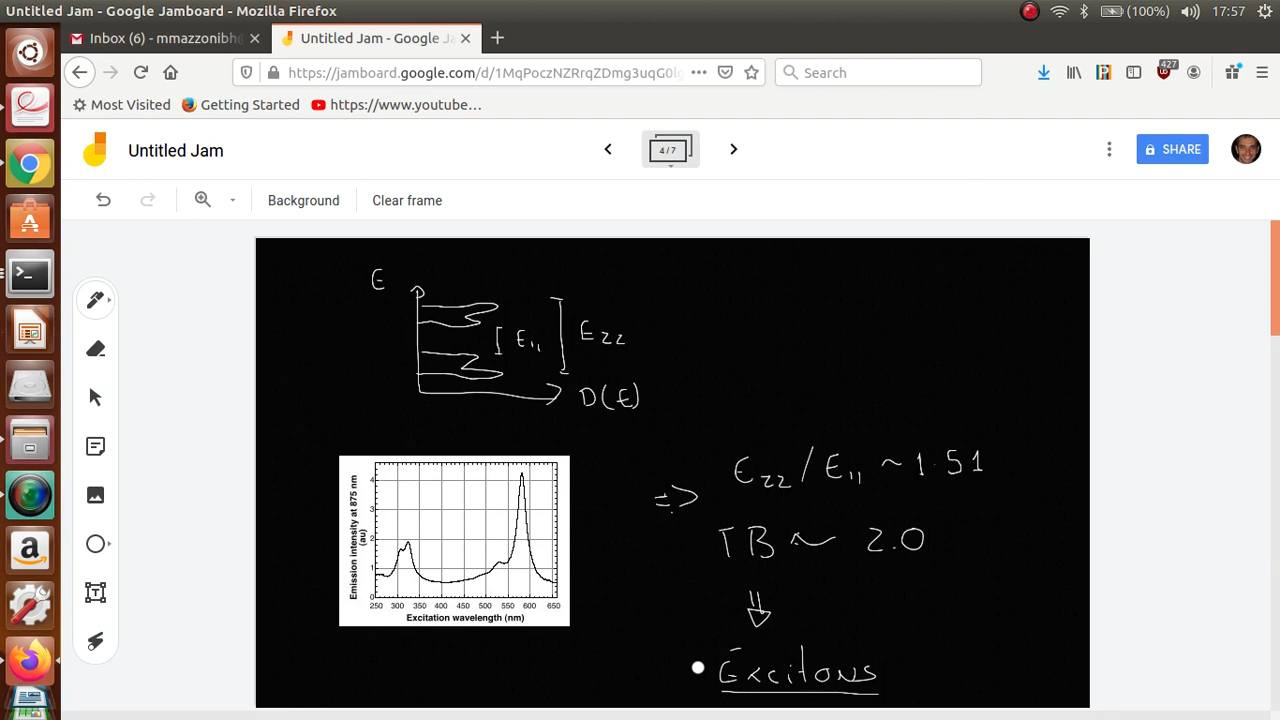 Untitled Jam - Google Jamboard - Mozilla Firefox
(100%) 17:57
Inbox (6) - mmazzonibh@
Untitled Jam - Google Ja
https://jamboard.google.com/d/1MqPoczNZRrqZDmg3uqG0lg
Search
427
Most Visited
Getting Started
https://www.youtube…
Untitled Jam
4 / 7
SHARE
Background
Clear frame
E
E11
E22
D(E)
Emission intensity at 875 nm
(au)
4
3
2
1
0
250 300 350 400 450 500 550 600 650
Excitation wavelength (nm)
=> E22 / E11 ~ 1.51
TB ~ 2.0
Excitons